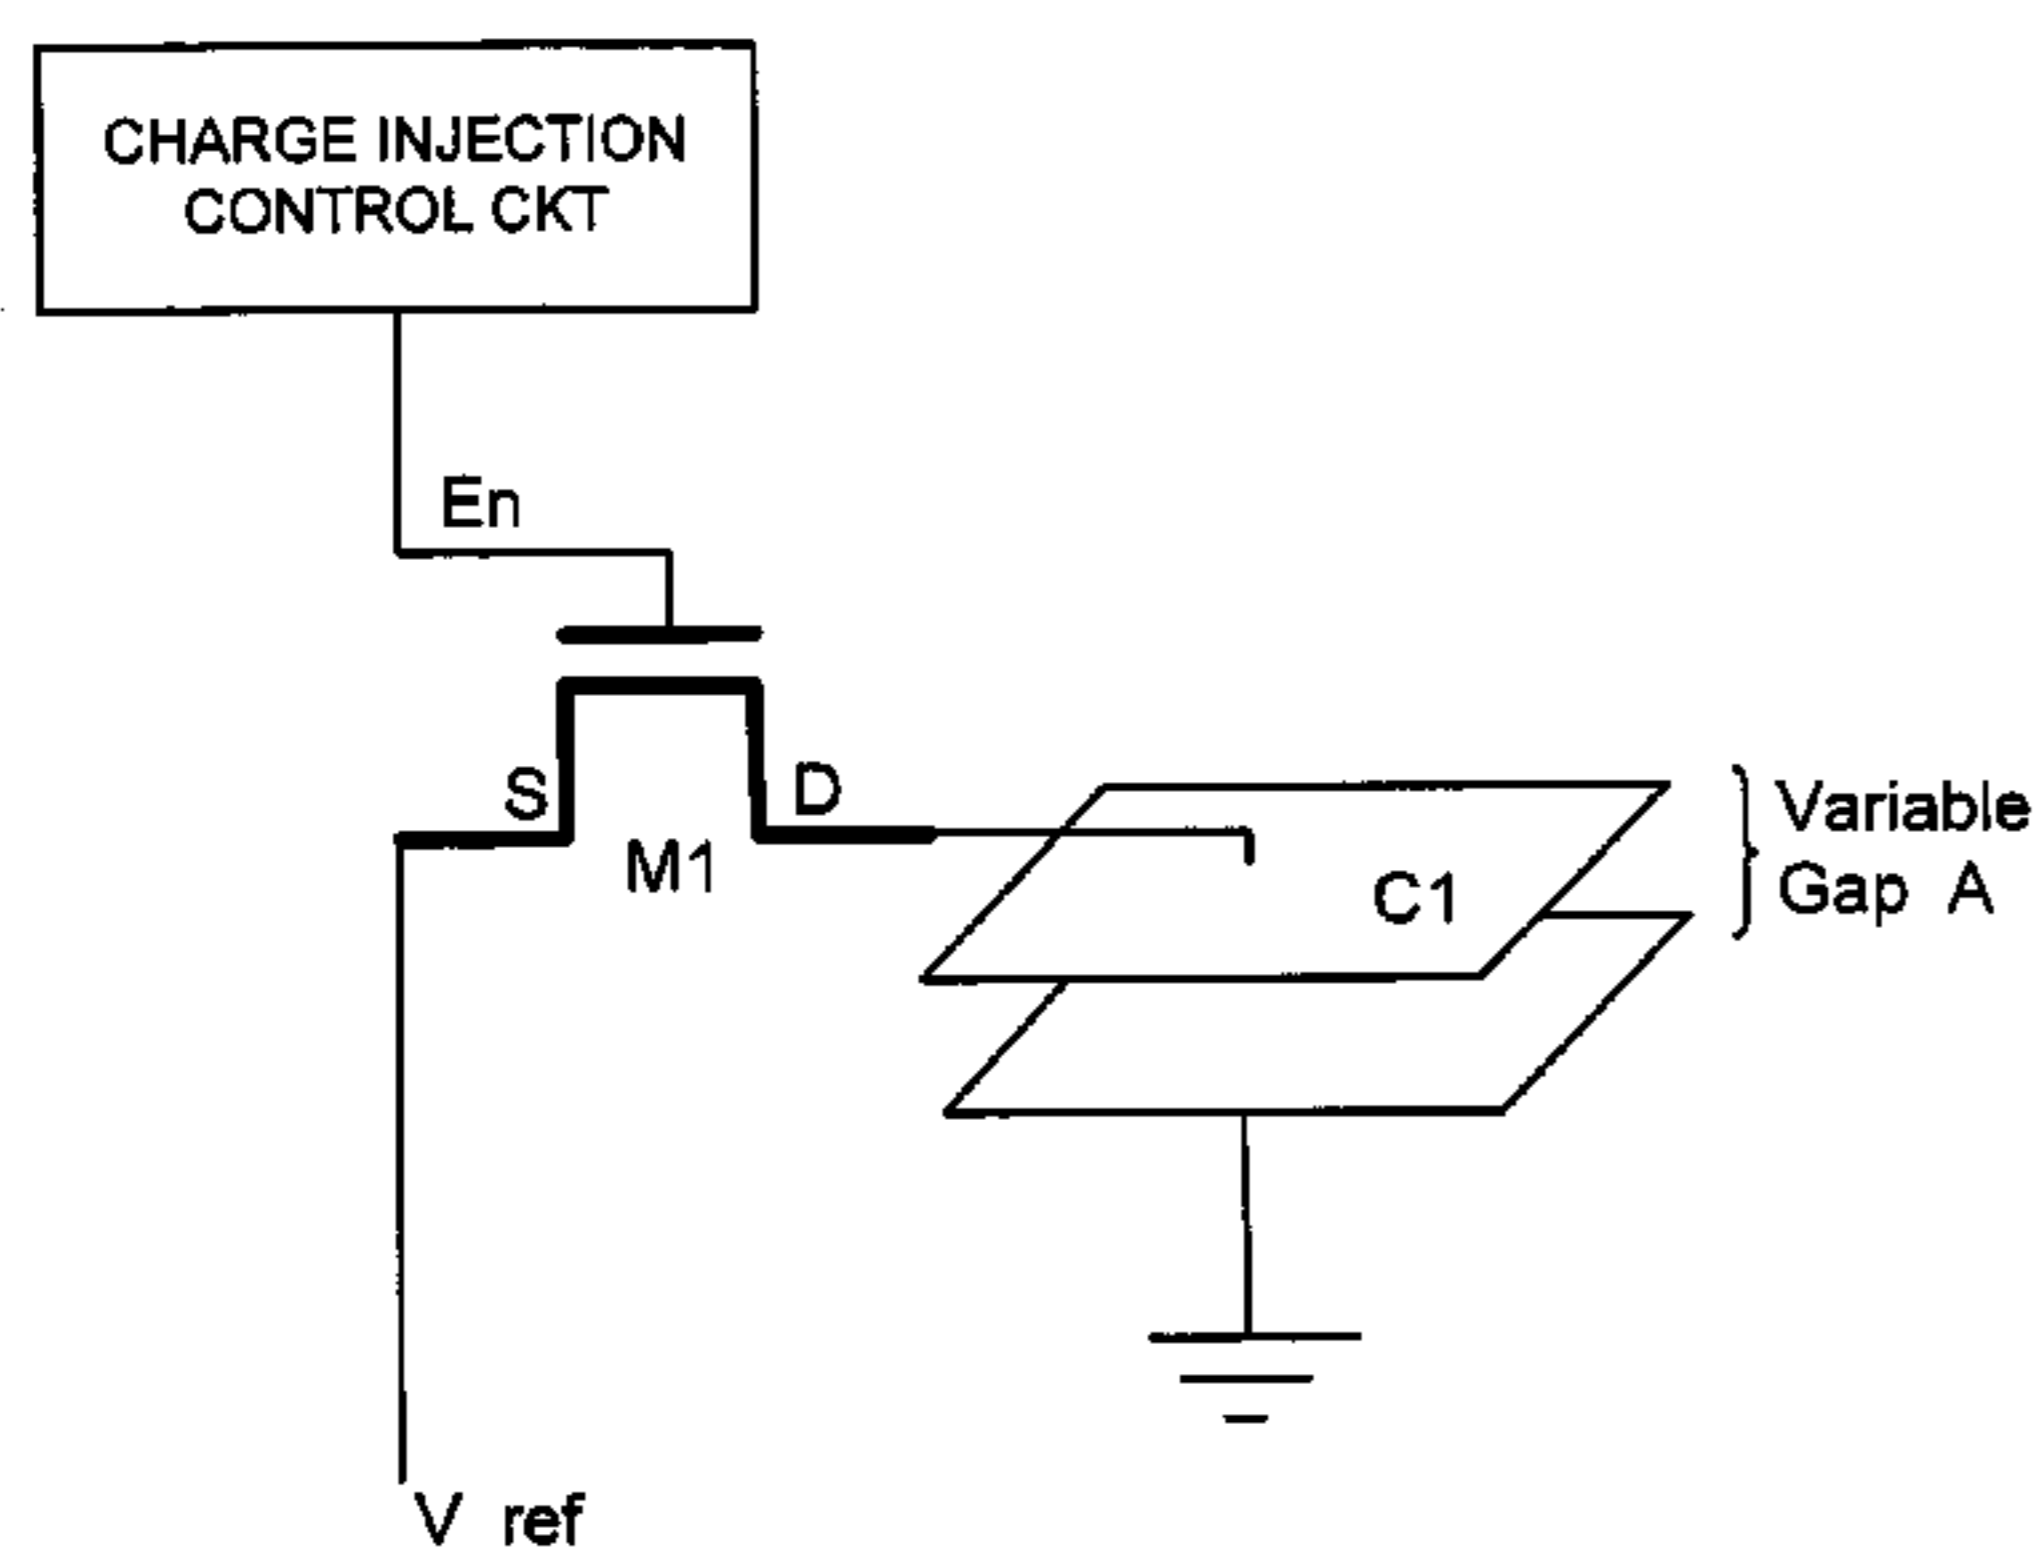 CHARGE INJECTION
CONTROL CKT
En
S
D
M1
C1
Variable
Gap A
V ref